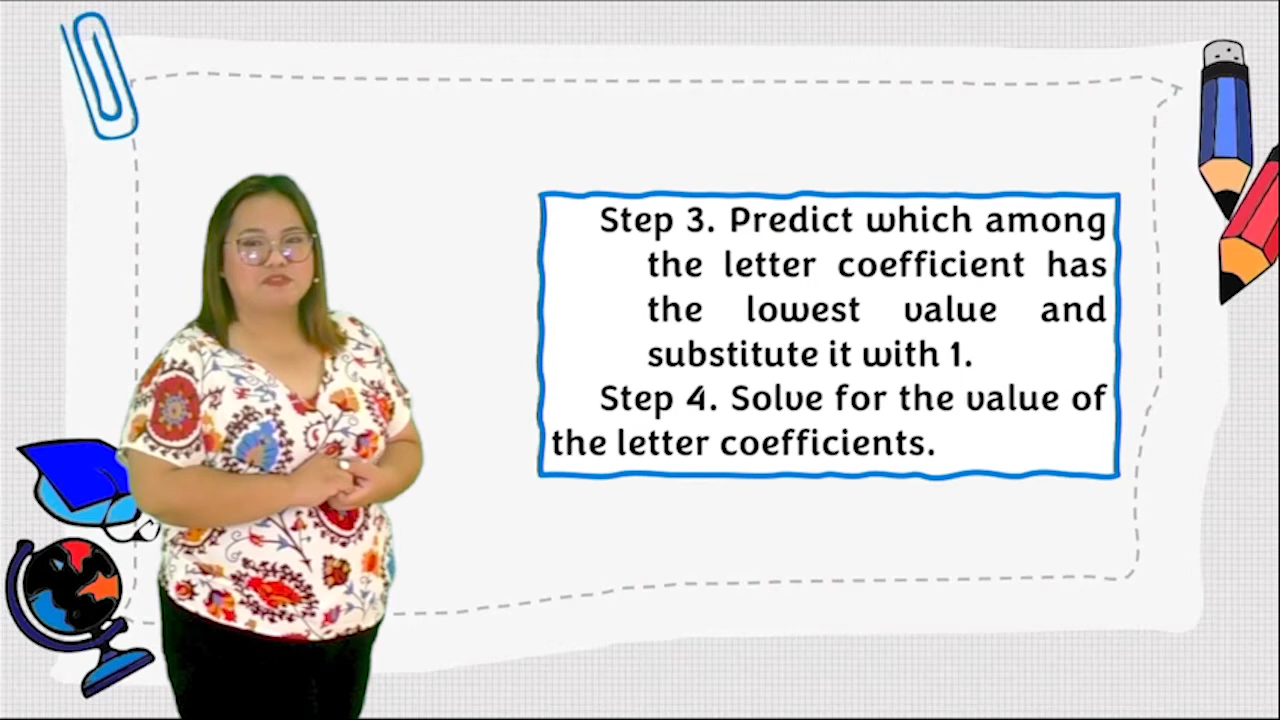 Step 3. Predict which among
the letter coefficient has
the lowest value and
substitute it with 1.
Step 4. Solve for the value of
the letter coefficients.